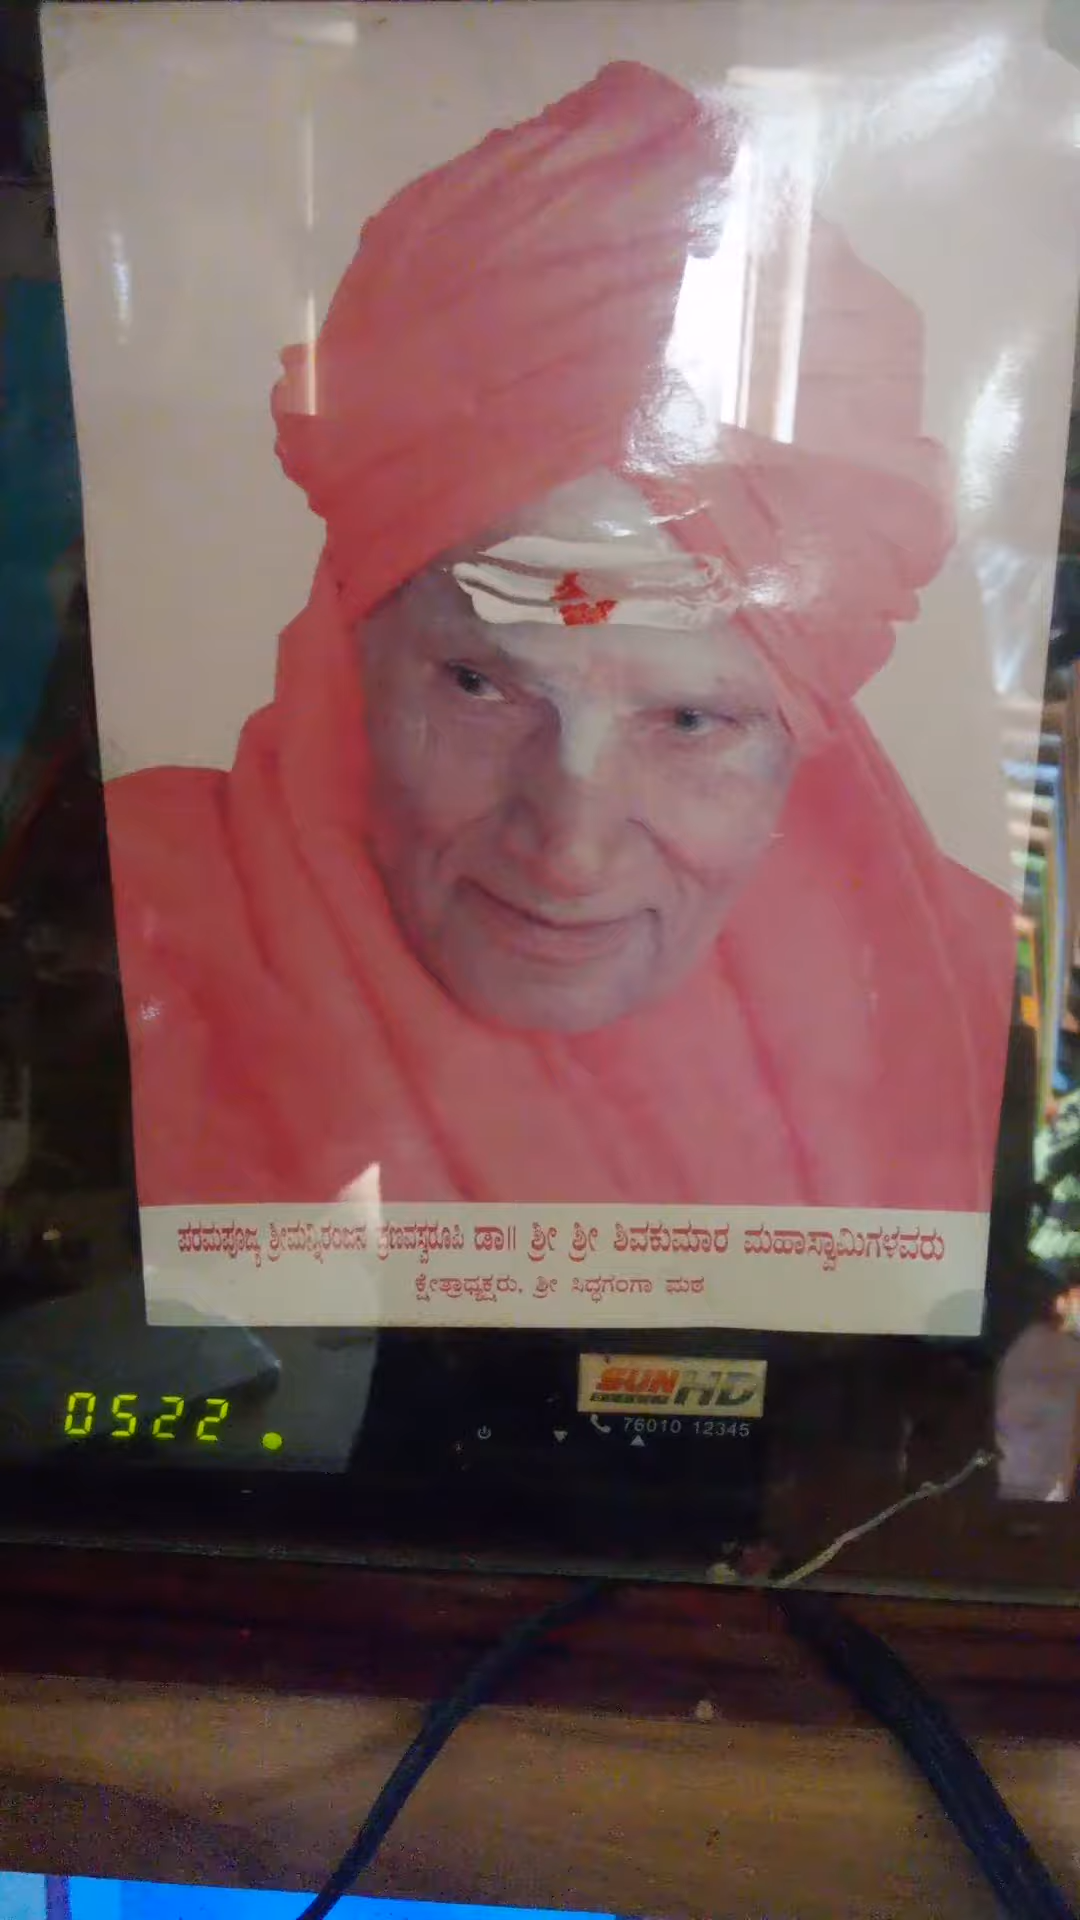 ಪರಮಪೂಜ್ಯ ಶ್ರೀಮನ್ನಿರಂಜನ ಪ್ರಣವಸ್ವರೂಪಿ ಡಾ॥ ಶ್ರೀ ಶ್ರೀ ಶಿವಕುಮಾರ ಮಹಾಸ್ವಾಮಿಗಳವರು
ಕ್ಷೇತ್ರಾಧ್ಯಕ್ಷರು, ಶ್ರೀ ಸಿದ್ಧಗಂಗಾ ಮಠ
SUN HD
76010 12345
0522